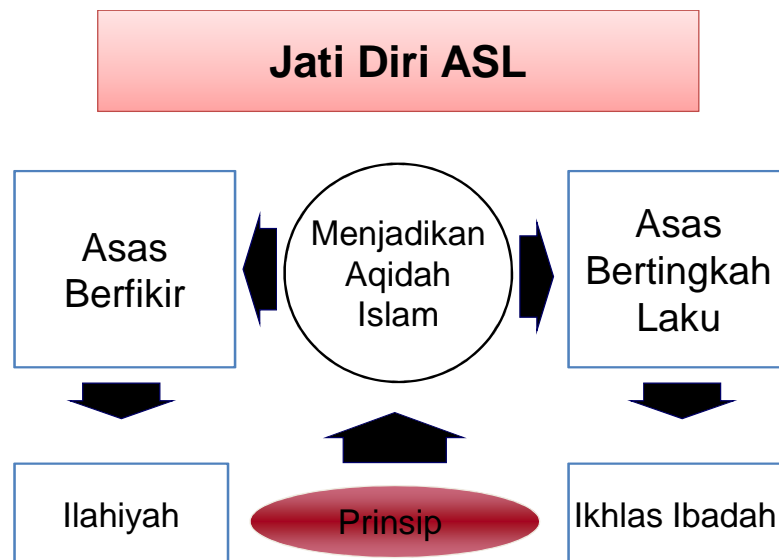 Jati Diri ASL
Asas
Berfikir
Menjadikan
Aqidah
Islam
Asas
Bertingkah
Laku
Ilahiyah
Prinsip
Ikhlas Ibadah